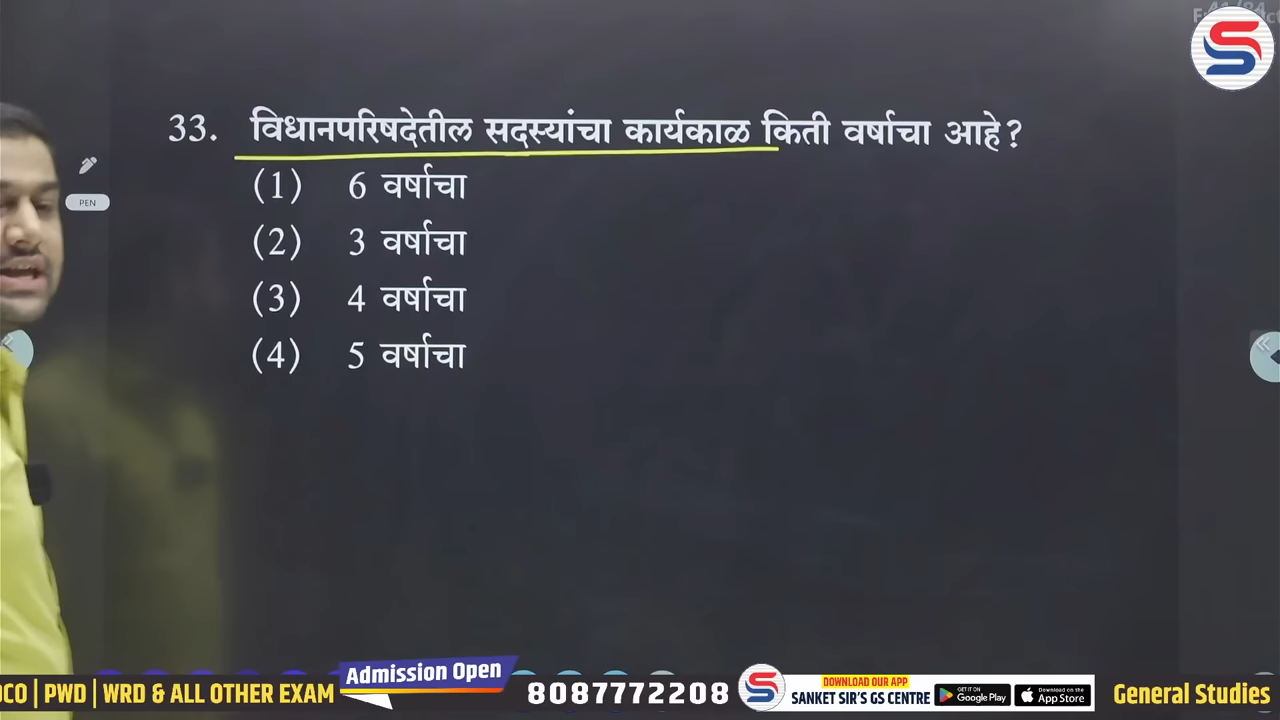 33. विधानपरिषदेतील सदस्यांचा कार्यकाळ किती वर्षाचा आहे?
(1) 6 वर्षाचा
(2) 3 वर्षाचा
(3) 4 वर्षाचा
(4) 5 वर्षाचा
PEN
OCO | PWD | WRD & ALL OTHER EXAM
Admission Open
8087772208
DOWNLOAD OUR APP
SANKET SIR'S GS CENTRE
GET IT ON
Google Play
Download on the
App Store
General Studies